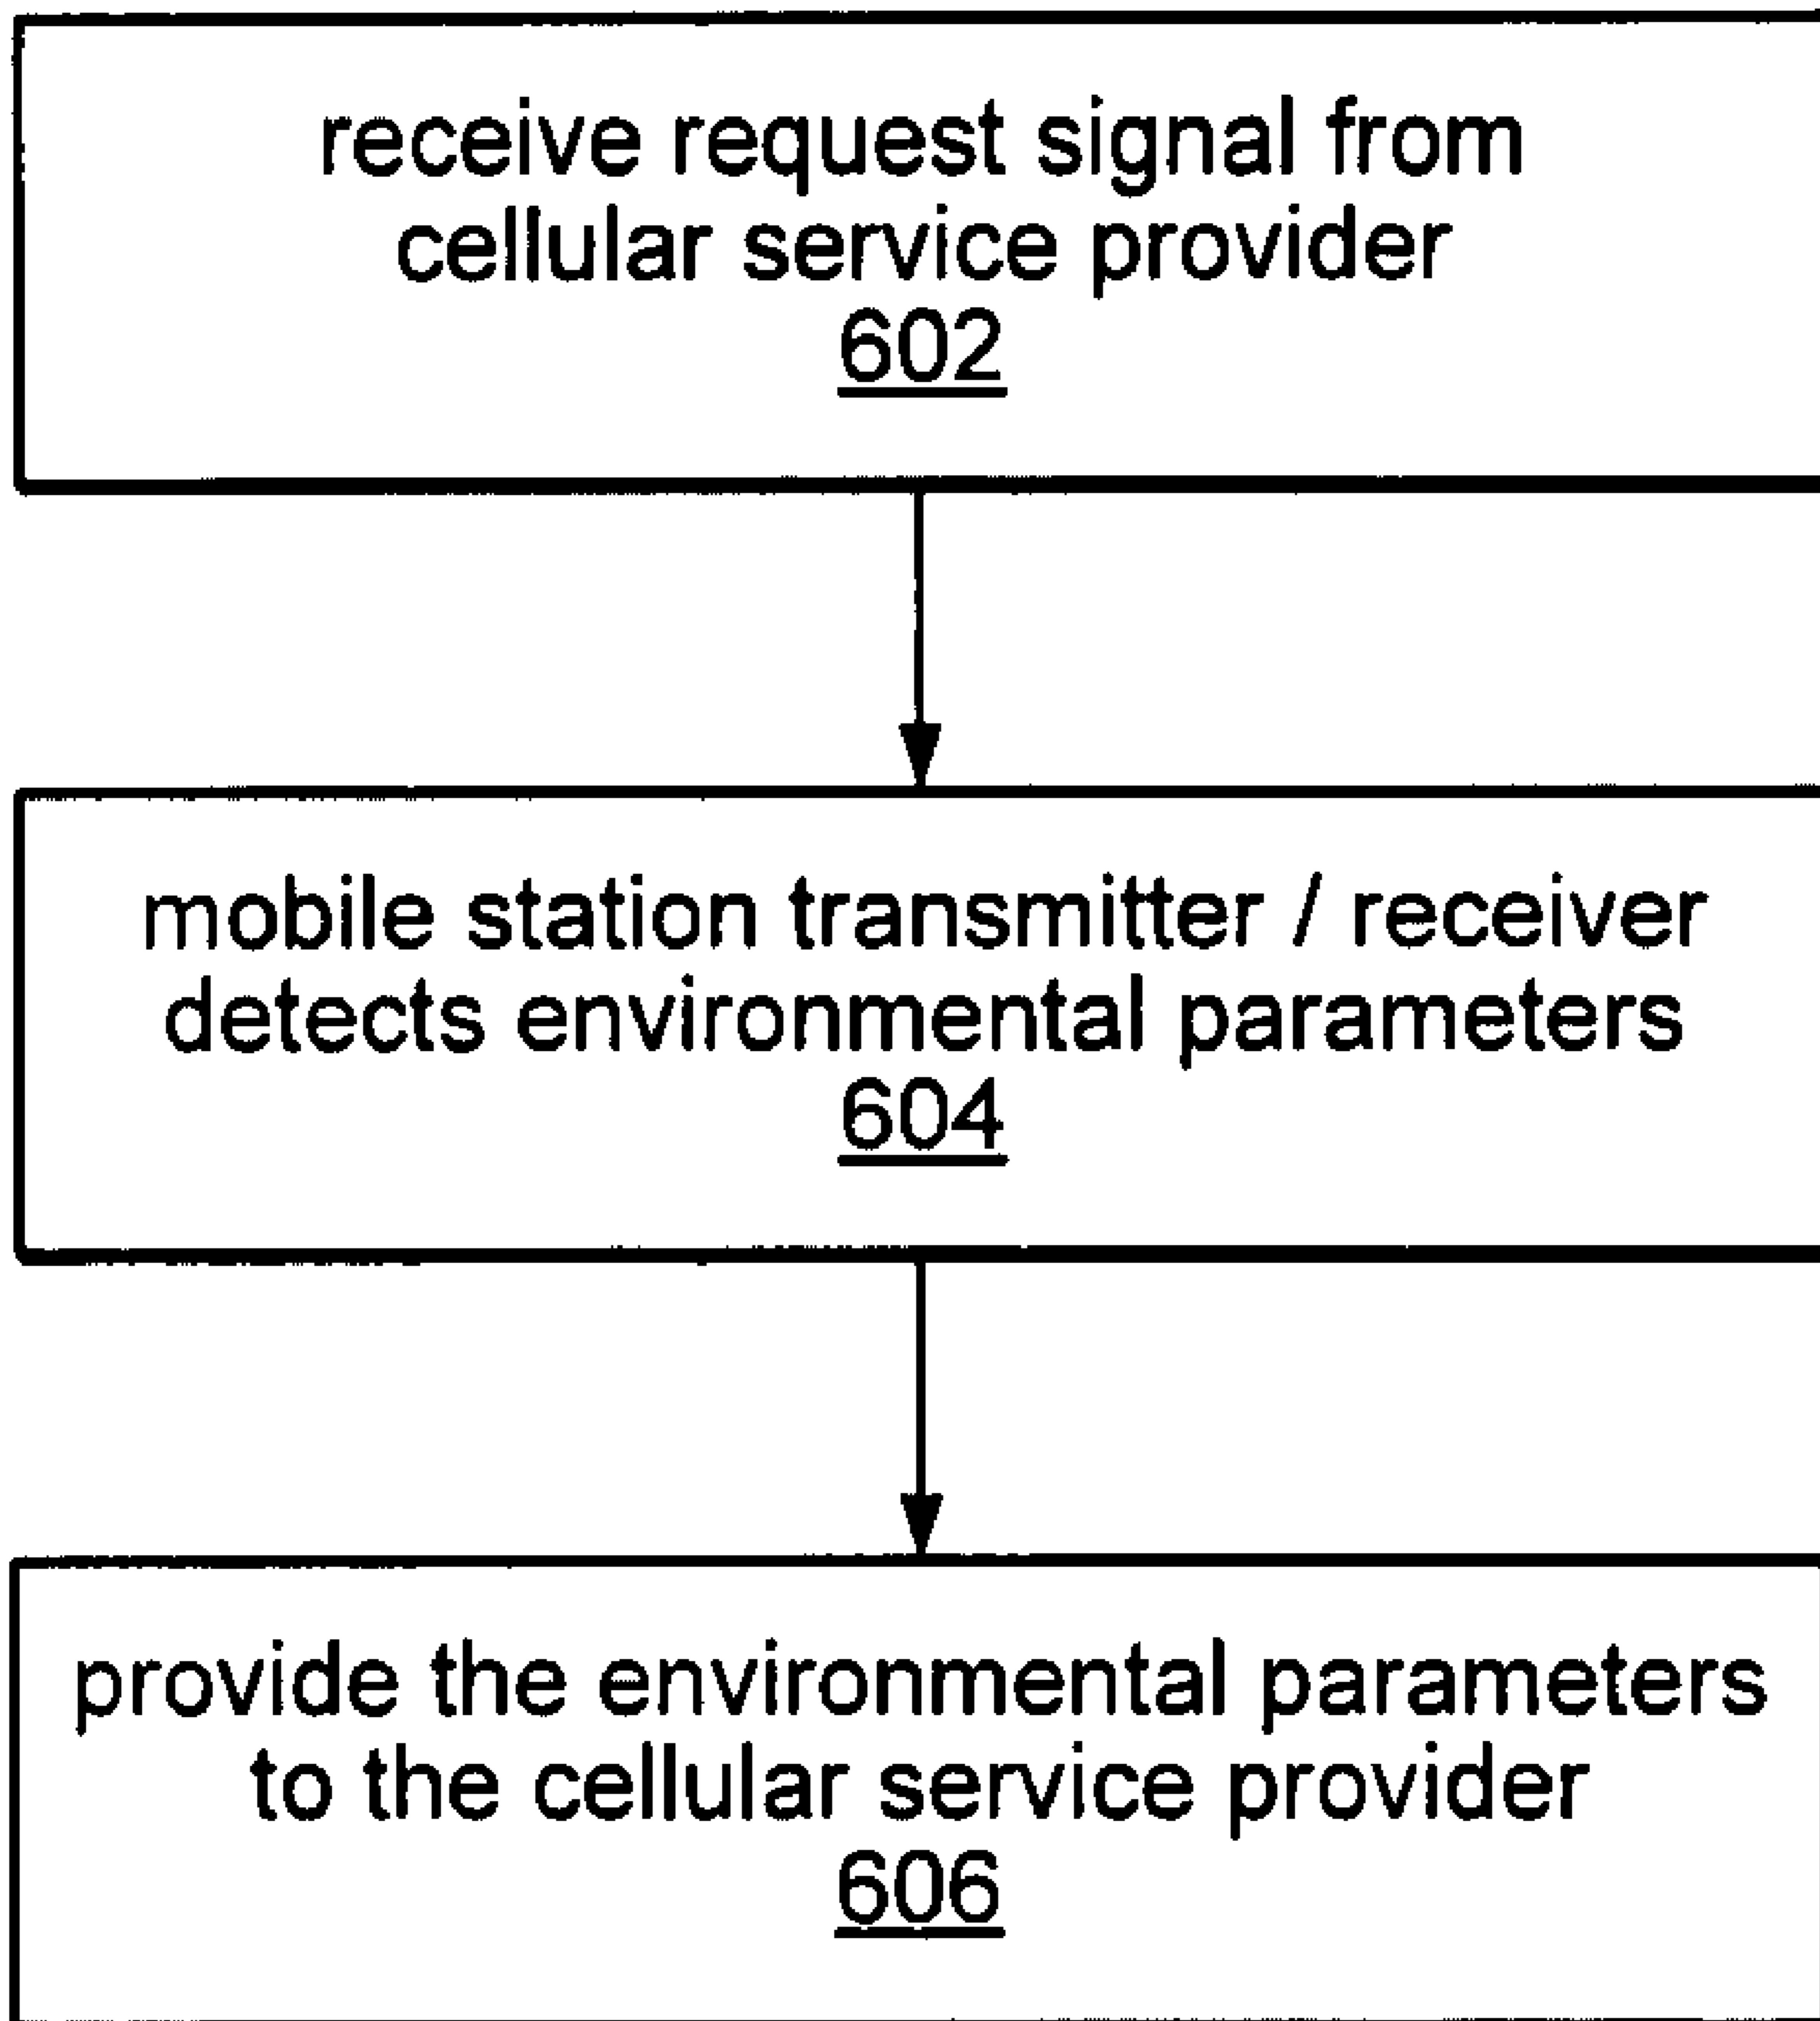 receive request signal from
cellular service provider
602
mobile station transmitter / receiver
detects environmental parameters
604
provide the environmental parameters
to the cellular service provider
606